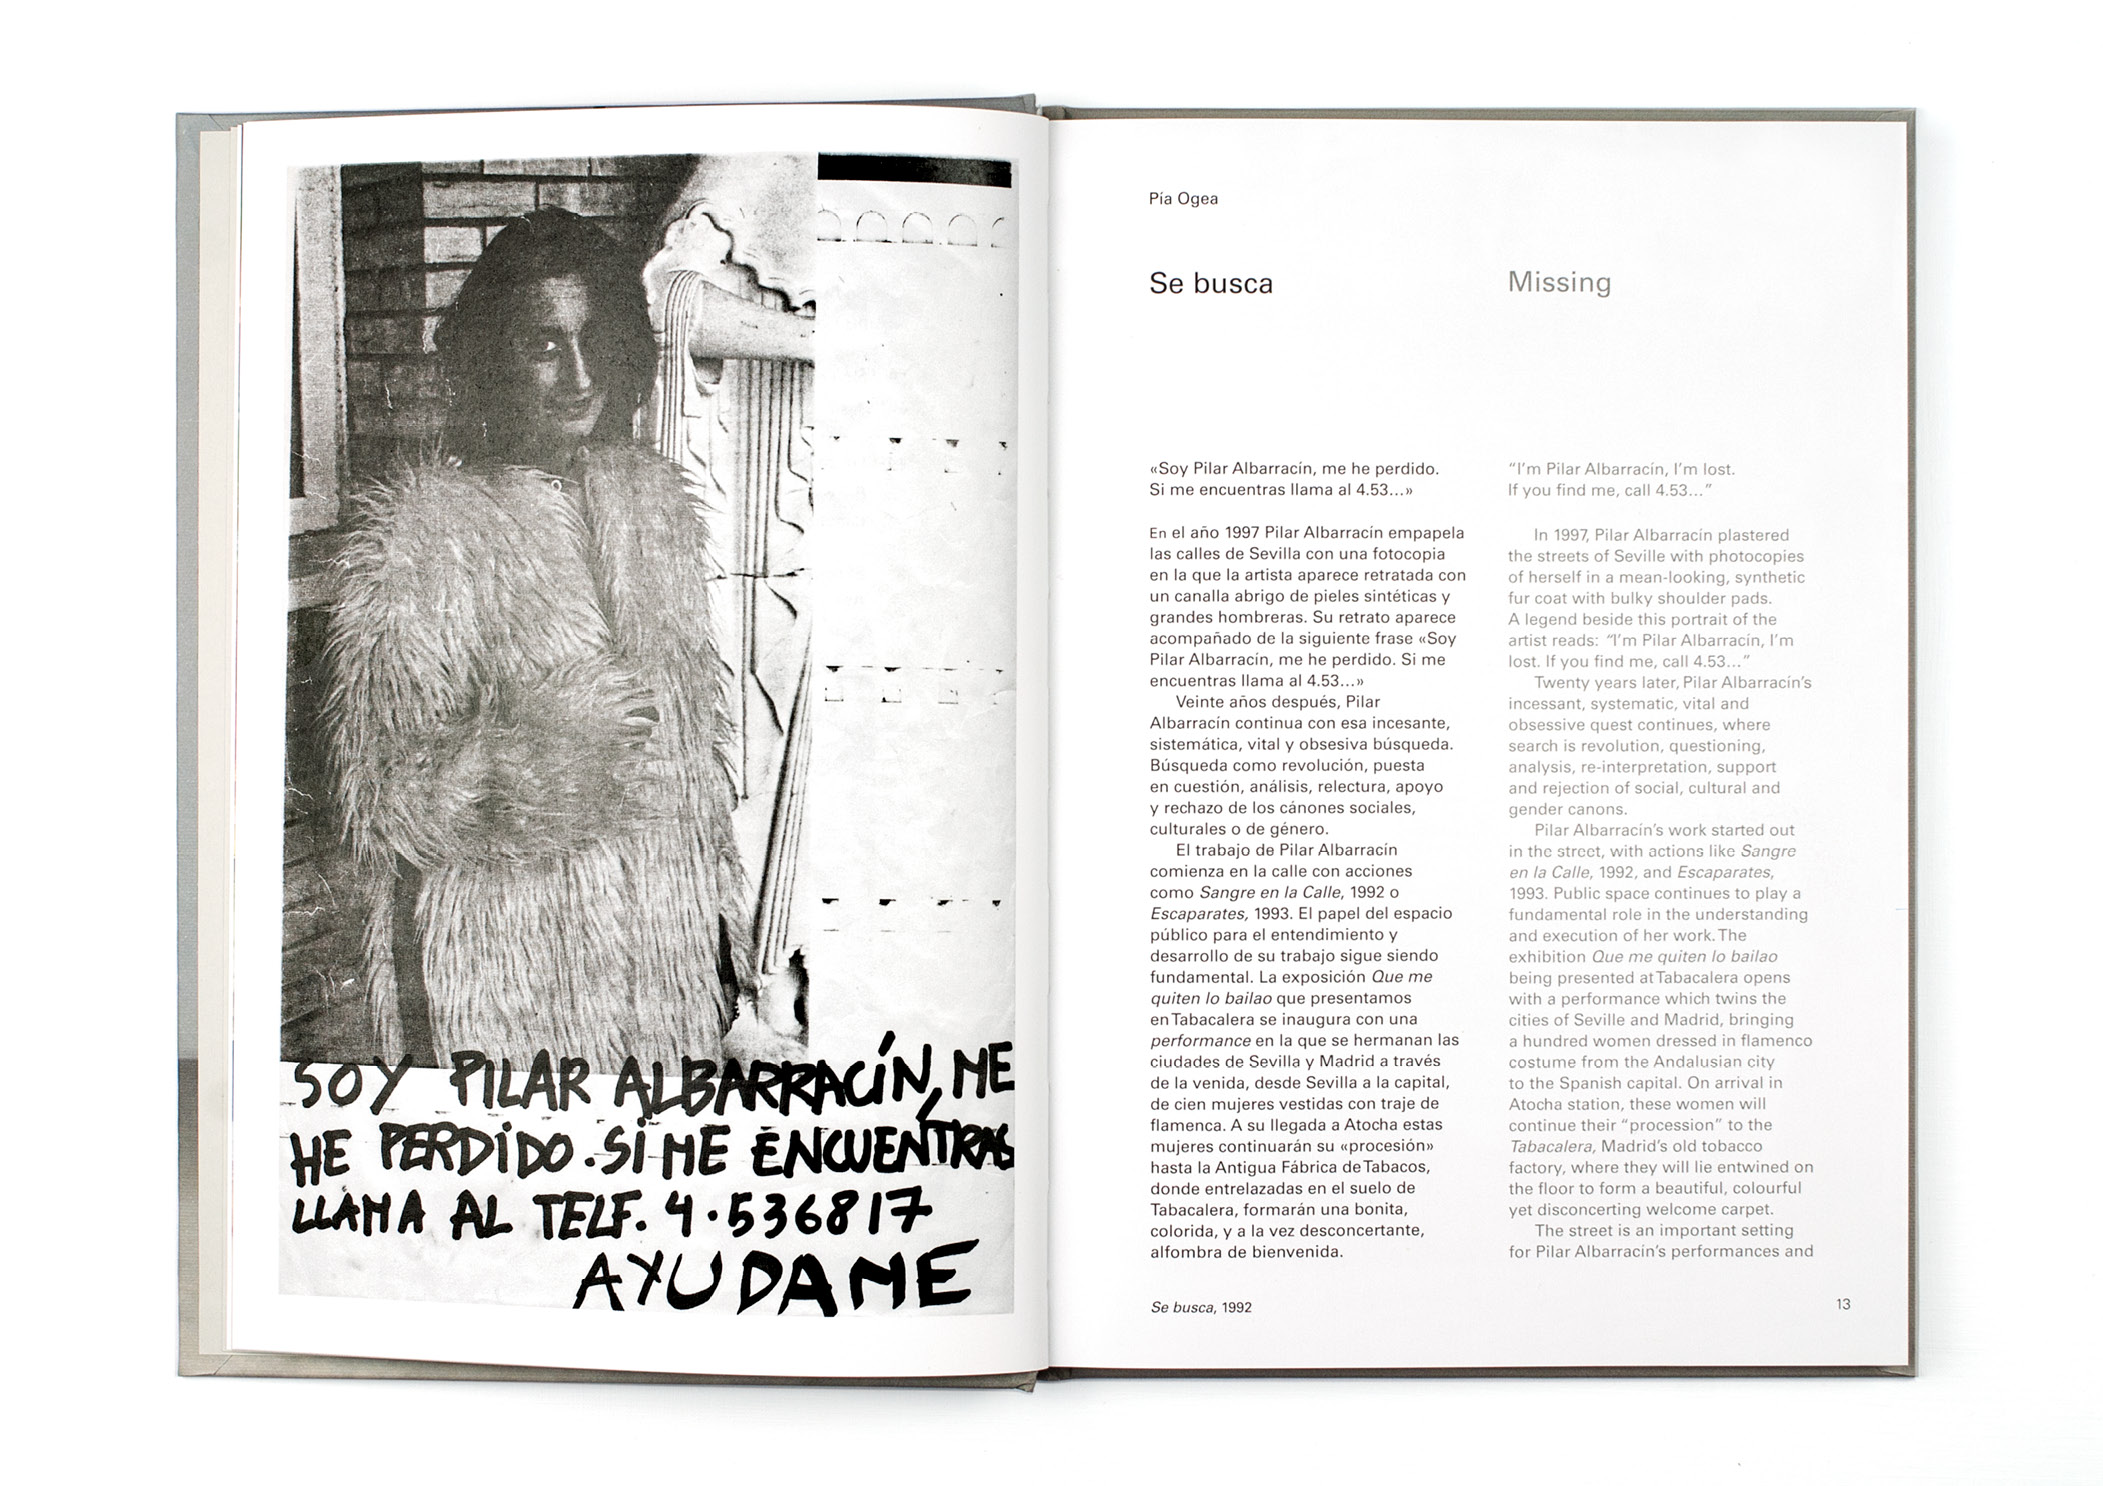 SOY PILAR ALBARRACÍN, ME
HE PERDIDO. SI ME ENCUENTRAS
LLAMA AL TELF. 4.536817
AYUDAME
Pía Ogea
Se busca
«Soy Pilar Albarracín, me he perdido.
Si me encuentras llama al 4.53...»
En el año 1997 Pilar Albarracín empapela
las calles de Sevilla con una fotocopia
en la que la artista aparece retratada con
un canalla abrigo de pieles sintéticas y
grandes hombreras. Su retrato aparece
acompañado de la siguiente frase «Soy
Pilar Albarracín, me he perdido. Si me
encuentras llama al 4.53...»
Veinte años después, Pilar
Albarracín continua con esa incesante,
sistemática, vital y obsesiva búsqueda.
Búsqueda como revolución, puesta
en cuestión, análisis, relectura, apoyo
y rechazo de los cánones sociales,
culturales o de género.
El trabajo de Pilar Albarracín
comienza en la calle con acciones
como Sangre en la Calle, 1992 o
Escaparates, 1993. El papel del espacio
público para el entendimiento y
desarrollo de su trabajo sigue siendo
fundamental. La exposición Que me
quiten lo bailao que presentamos
en Tabacalera se inaugura con una
performance en la que se hermanan las
ciudades de Sevilla y Madrid a través
de la venida, desde Sevilla a la capital,
de cien mujeres vestidas con traje de
flamenca. A su llegada a Atocha estas
mujeres continuarán su «procesión»
hasta la Antigua Fábrica de Tabacos,
donde entrelazadas en el suelo de
Tabacalera, formarán una bonita,
colorida, y a la vez desconcertante,
alfombra de bienvenida.
Missing
“I’m Pilar Albarracín, I’m lost.
If you find me, call 4.53...”
In 1997, Pilar Albarracín plastered
the streets of Seville with photocopies
of herself in a mean-looking, synthetic
fur coat with bulky shoulder pads.
A legend beside this portrait of the
artist reads: “I’m Pilar Albarracín, I’m
lost. If you find me, call 4.53...”
Twenty years later, Pilar Albarracín’s
incessant, systematic, vital and
obsessive quest continues, where
search is revolution, questioning,
analysis, re-interpretation, support
and rejection of social, cultural and
gender canons.
Pilar Albarracín’s work started out
in the street, with actions like Sangre
en la Calle, 1992, and Escaparates,
1993. Public space continues to play a
fundamental role in the understanding
and execution of her work. The
exhibition Que me quiten lo bailao
being presented at Tabacalera opens
with a performance which twins the
cities of Seville and Madrid, bringing
a hundred women dressed in flamenco
costume from the Andalusian city
to the Spanish capital. On arrival in
Atocha station, these women will
continue their “procession” to the
Tabacalera, Madrid’s old tobacco
factory, where they will lie entwined on
the floor to form a beautiful, colourful
yet disconcerting welcome carpet.
The street is an important setting
for Pilar Albarracín’s performances and
Se busca, 1992
13